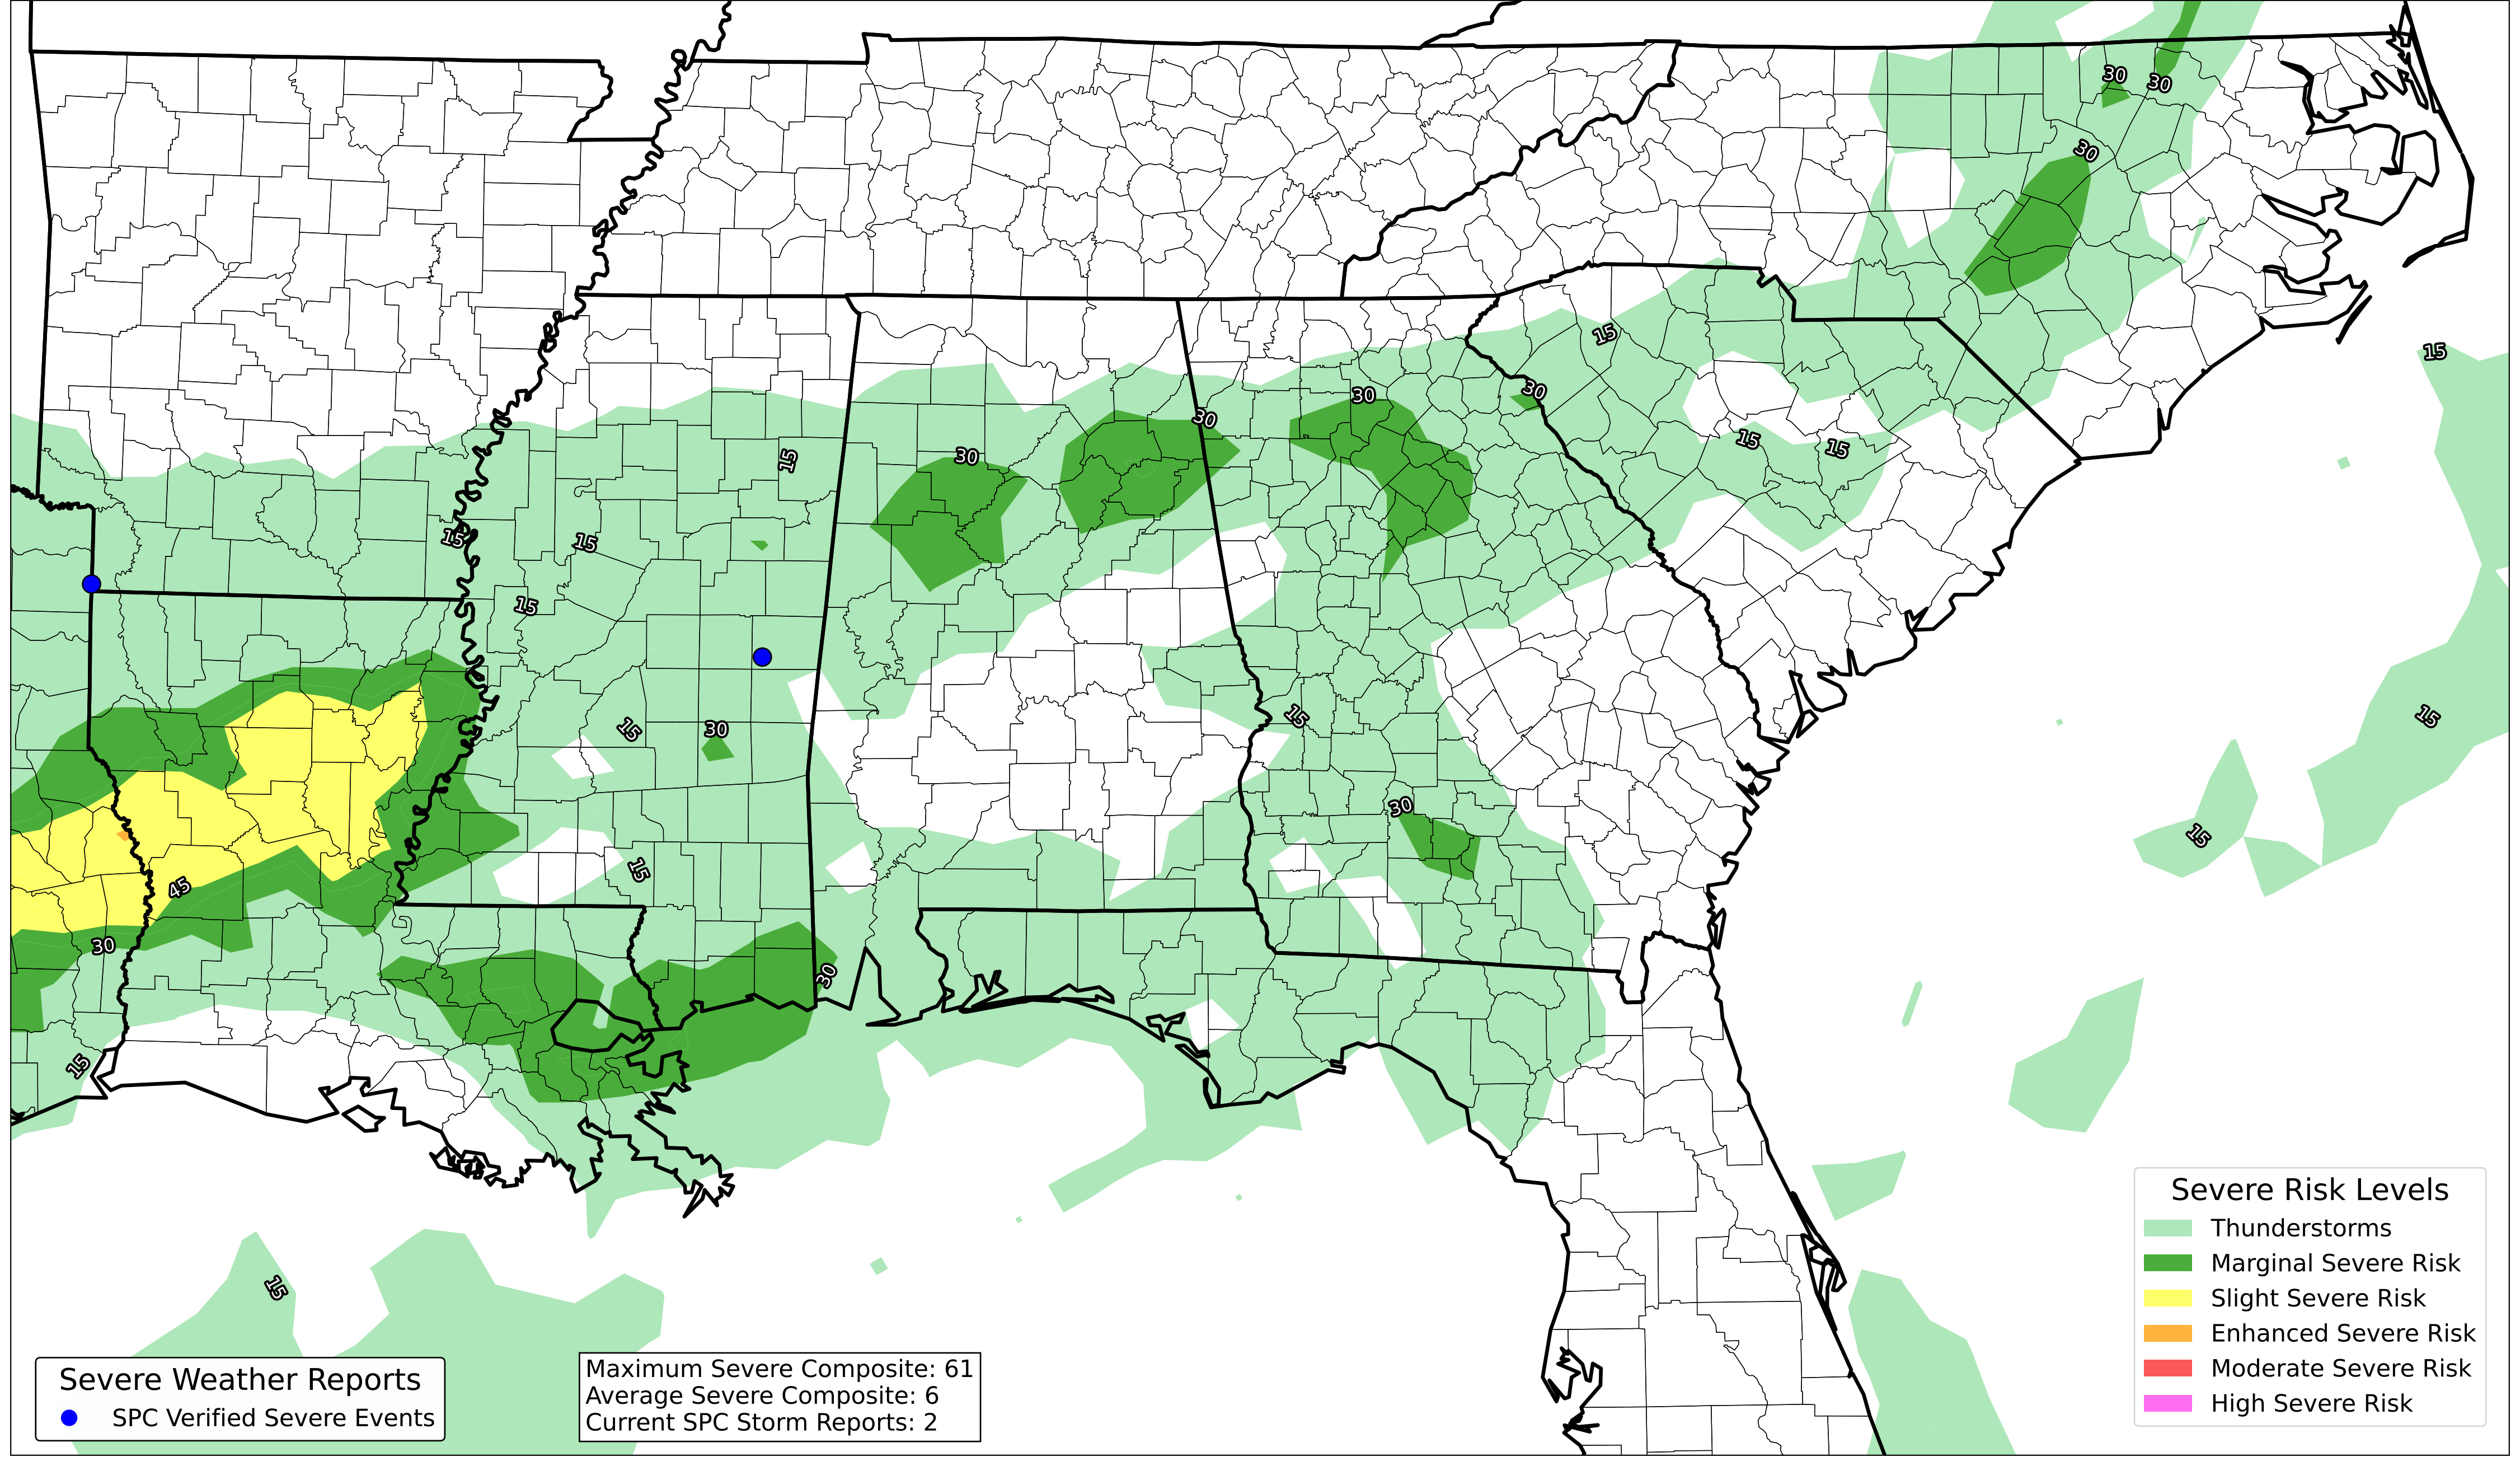 30
30
30
15
15
30
30
30
30
15
15
15
30
15
15
15
15
15
15
15
30
30
15
15
45
30
30
15
15
Severe Risk Levels
Thunderstorms
Marginal Severe Risk
Slight Severe Risk
Enhanced Severe Risk
Moderate Severe Risk
High Severe Risk
Severe Weather Reports
SPC Verified Severe Events
Maximum Severe Composite: 61
Average Severe Composite: 6
Current SPC Storm Reports: 2